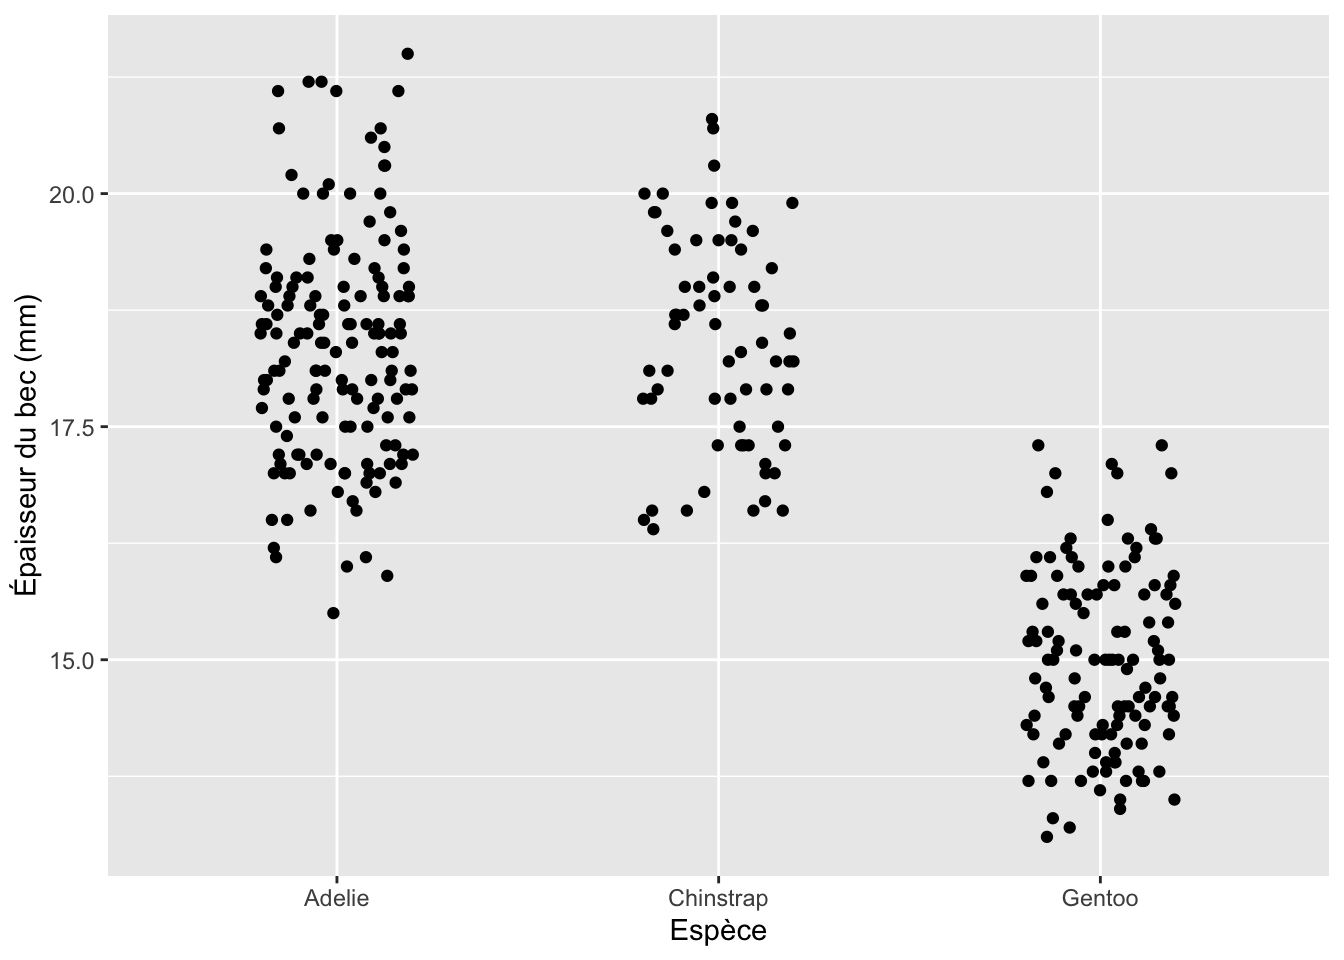 Épaisseur du bec (mm)
20.0
17.5
15.0
Adelie Chinstrap Gentoo
Espèce